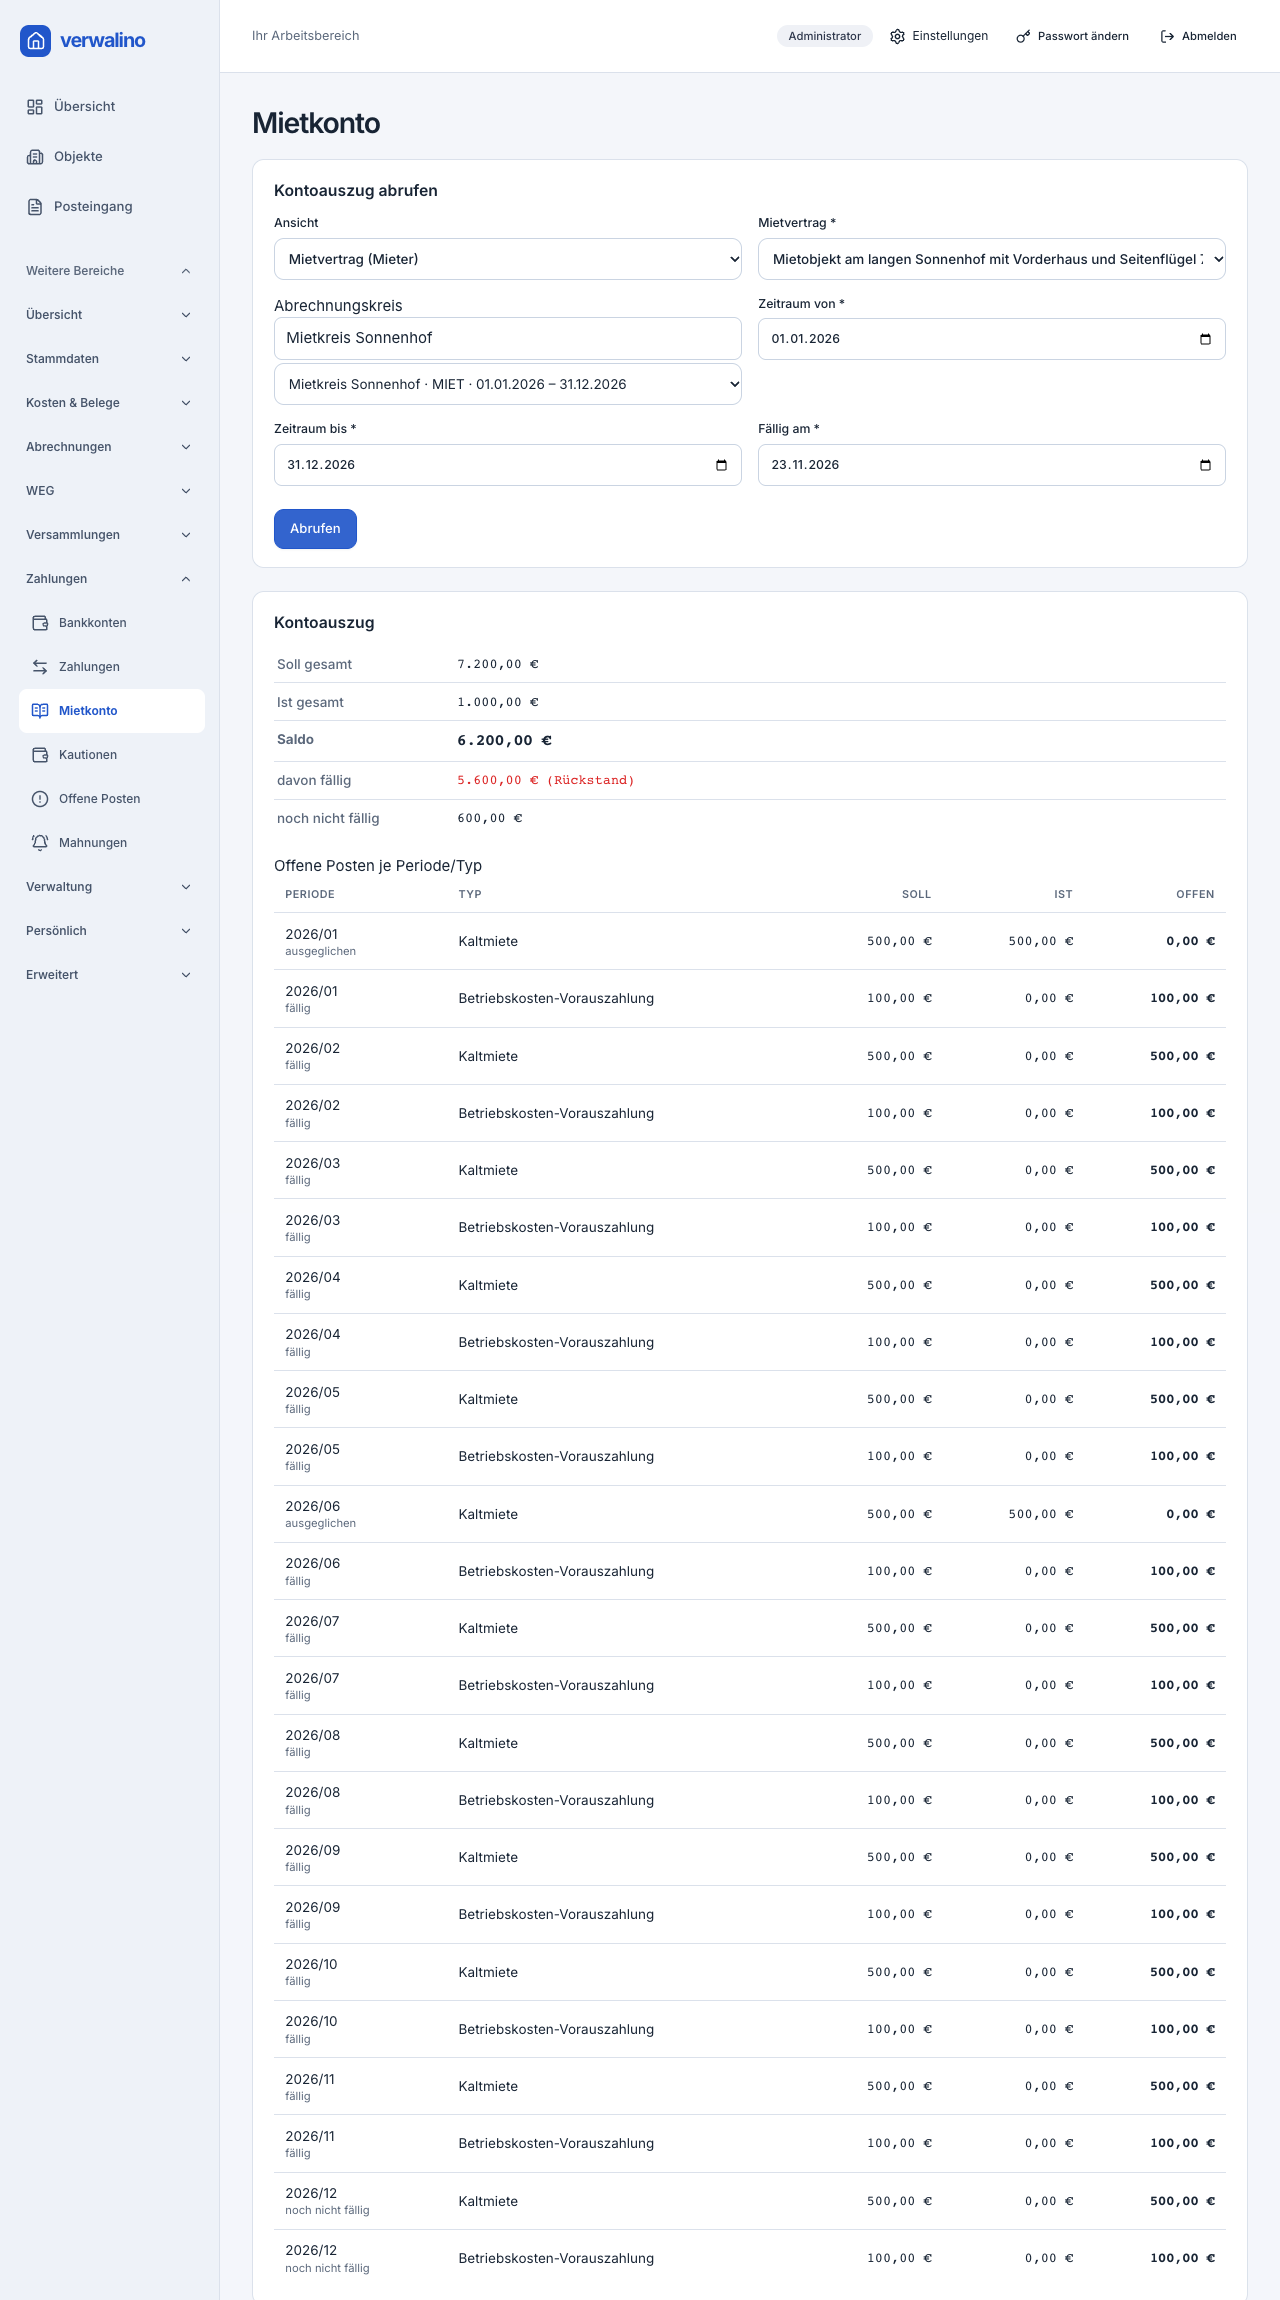 verwalino
Übersicht
Objekte
Posteingang
Weitere Bereiche
Übersicht
Stammdaten
Kosten & Belege
Abrechnungen
WEG
Versammlungen
Zahlungen
Bankkonten
Zahlungen
Mietkonto
Kautionen
Offene Posten
Mahnungen
Verwaltung
Persönlich
Erweitert
Ihr Arbeitsbereich
Administrator
Einstellungen
Passwort ändern
Abmelden
Mietkonto
Kontoauszug abrufen
Ansicht
Mietvertrag (Mieter)
Mietvertrag *
Mietobjekt am langen Sonnenhof mit Vorderhaus und Seitenflügel
Abrechnungskreis
Mietkreis Sonnenhof
Mietkreis Sonnenhof · MIET · 01.01.2026 – 31.12.2026
Zeitraum von *
01.01.2026
Zeitraum bis *
31.12.2026
Fällig am *
23.11.2026
Abrufen
Kontoauszug
Soll gesamt 7.200,00 €
Ist gesamt 1.000,00 €
Saldo 6.200,00 €
davon fällig 5.600,00 € (Rückstand)
noch nicht fällig 600,00 €
Offene Posten je Periode/Typ
PERIODE TYP SOLL IST OFFEN
2026/01 Kaltmiete 500,00 € 500,00 € 0,00 €
ausgeglichen
2026/01 Betriebskosten-Vorauszahlung 100,00 € 0,00 € 100,00 €
fällig
2026/02 Kaltmiete 500,00 € 0,00 € 500,00 €
fällig
2026/02 Betriebskosten-Vorauszahlung 100,00 € 0,00 € 100,00 €
fällig
2026/03 Kaltmiete 500,00 € 0,00 € 500,00 €
fällig
2026/03 Betriebskosten-Vorauszahlung 100,00 € 0,00 € 100,00 €
fällig
2026/04 Kaltmiete 500,00 € 0,00 € 500,00 €
fällig
2026/04 Betriebskosten-Vorauszahlung 100,00 € 0,00 € 100,00 €
fällig
2026/05 Kaltmiete 500,00 € 0,00 € 500,00 €
fällig
2026/05 Betriebskosten-Vorauszahlung 100,00 € 0,00 € 100,00 €
fällig
2026/06 Kaltmiete 500,00 € 500,00 € 0,00 €
ausgeglichen
2026/06 Betriebskosten-Vorauszahlung 100,00 € 0,00 € 100,00 €
fällig
2026/07 Kaltmiete 500,00 € 0,00 € 500,00 €
fällig
2026/07 Betriebskosten-Vorauszahlung 100,00 € 0,00 € 100,00 €
fällig
2026/08 Kaltmiete 500,00 € 0,00 € 500,00 €
fällig
2026/08 Betriebskosten-Vorauszahlung 100,00 € 0,00 € 100,00 €
fällig
2026/09 Kaltmiete 500,00 € 0,00 € 500,00 €
fällig
2026/09 Betriebskosten-Vorauszahlung 100,00 € 0,00 € 100,00 €
fällig
2026/10 Kaltmiete 500,00 € 0,00 € 500,00 €
fällig
2026/10 Betriebskosten-Vorauszahlung 100,00 € 0,00 € 100,00 €
fällig
2026/11 Kaltmiete 500,00 € 0,00 € 500,00 €
fällig
2026/11 Betriebskosten-Vorauszahlung 100,00 € 0,00 € 100,00 €
fällig
2026/12 Kaltmiete 500,00 € 0,00 € 500,00 €
noch nicht fällig
2026/12 Betriebskosten-Vorauszahlung 100,00 € 0,00 € 100,00 €
noch nicht fällig